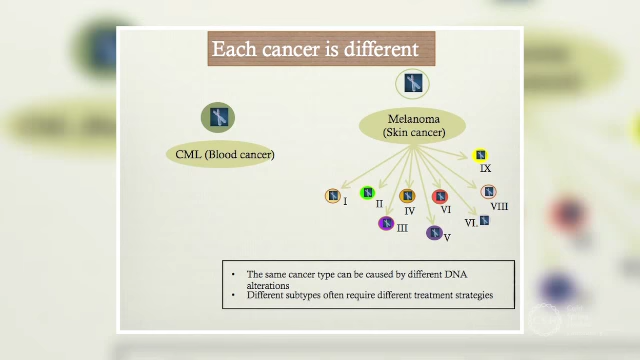 Each cancer is different
Melanoma
(Skin cancer)
CML (Blood cancer)
IX
I
II
IV
VI
VIII
III
V
VI.
• The same cancer type can be caused by different DNA
alterations
• Different subtypes often require different treatment strategies